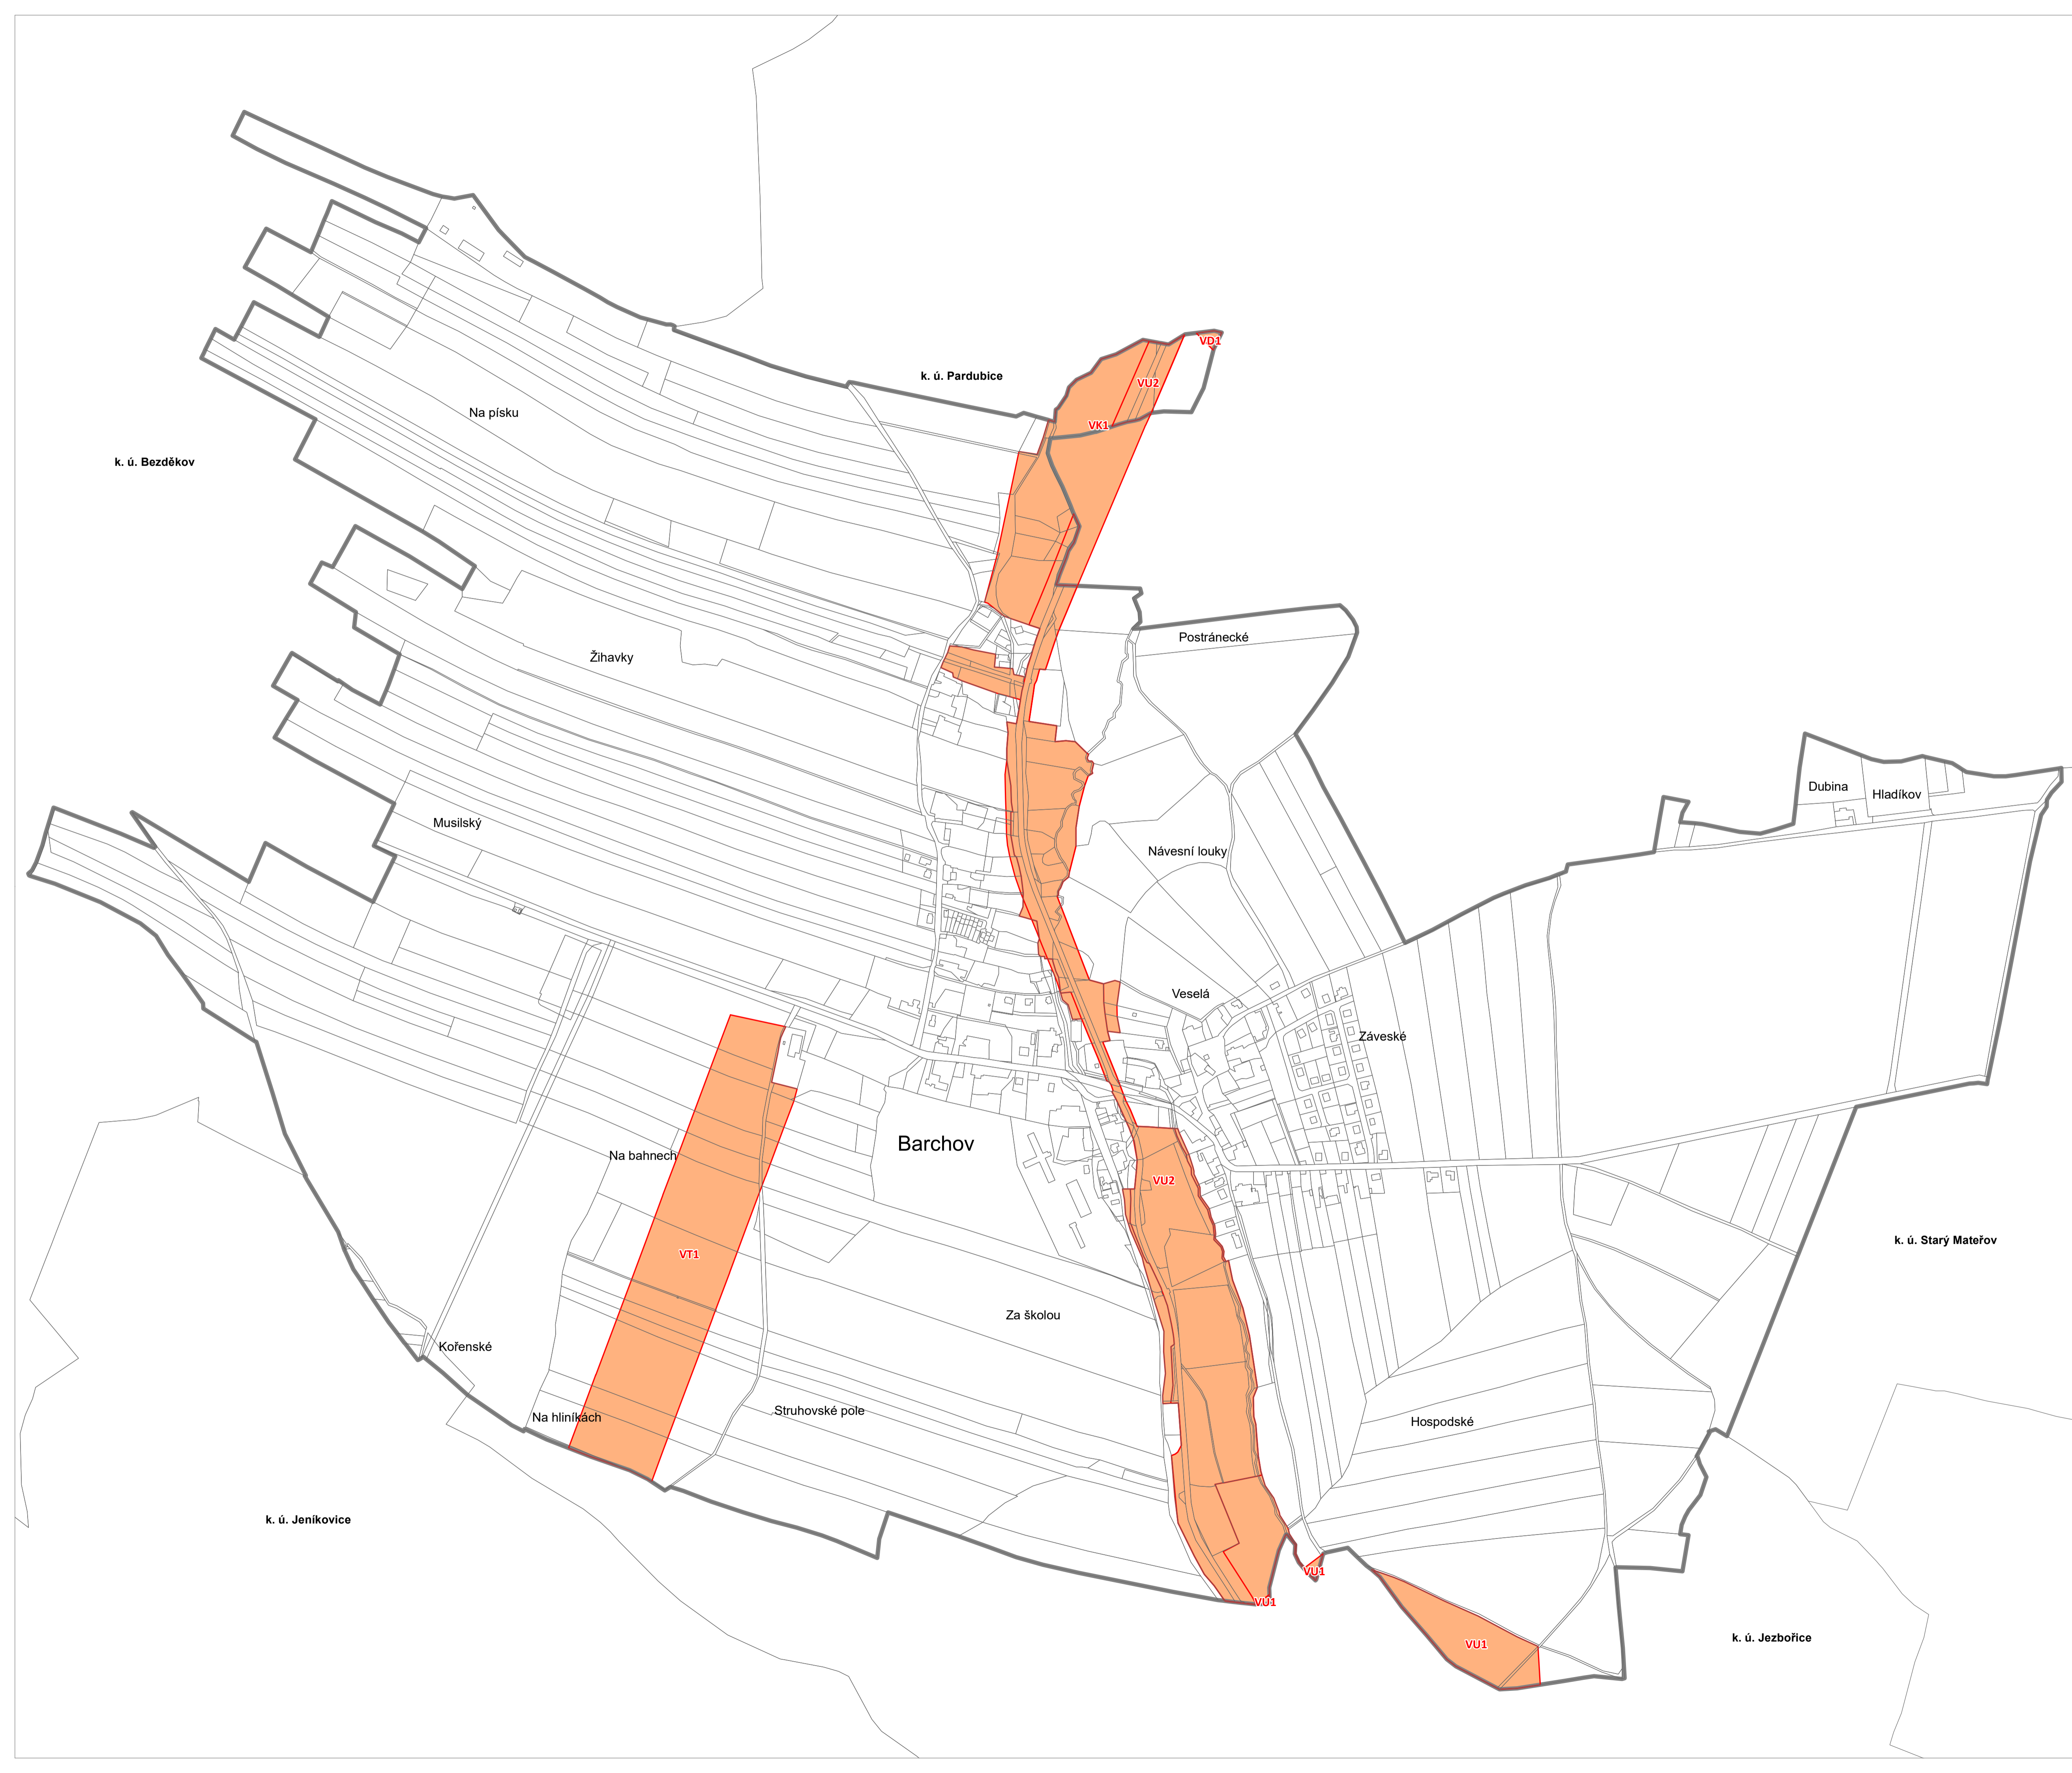 VD1
k. ú. Pardubice
VU2
Na písku
VK1
k. ú. Bezděkov
Postránecké
Žihavky
Dubina
Hladíkov
Musilský
Návesní louky
Veselá
Záveské
Barchov
Na bahnech
VU2
k. ú. Starý Mateřov
VT1
Za školou
Kořenské
Struhovské pole
Na hliníkách
Hospodské
k. ú. Jeníkovice
VU1
VU1
k. ú. Jezbořice
VU1